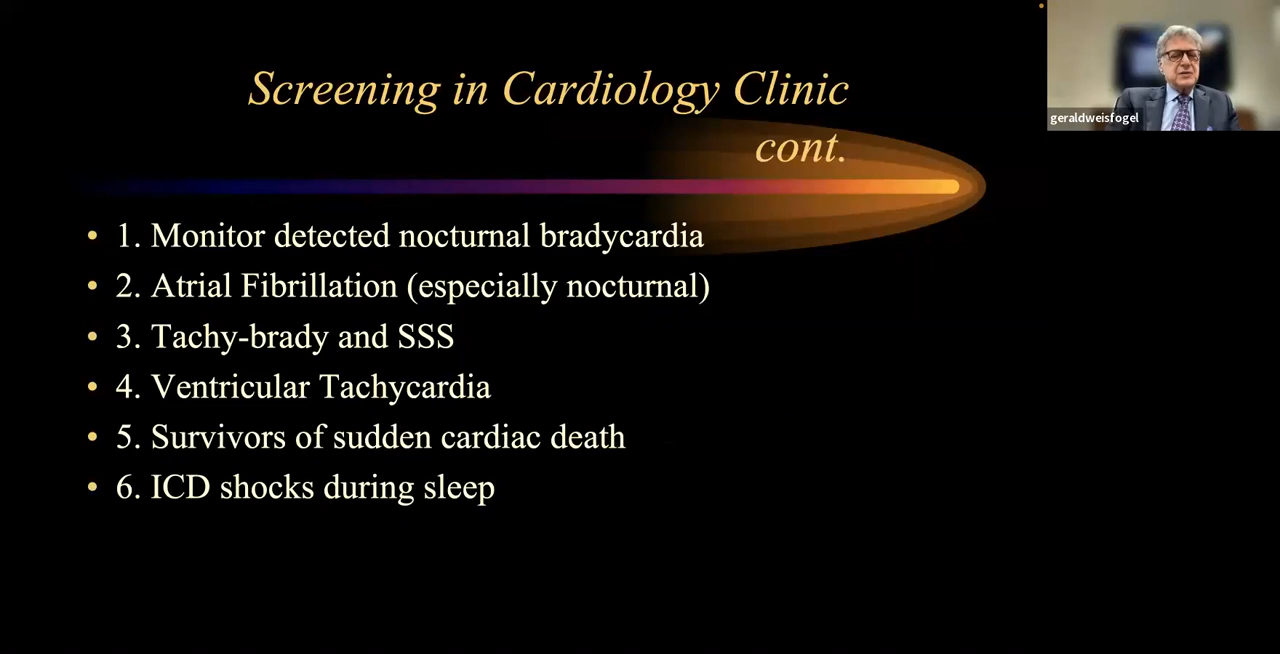 Screening in Cardiology Clinic
cont.
geraldweisfogel
• 1. Monitor detected nocturnal bradycardia
• 2. Atrial Fibrillation (especially nocturnal)
• 3. Tachy-brady and SSS
• 4. Ventricular Tachycardia
• 5. Survivors of sudden cardiac death
• 6. ICD shocks during sleep